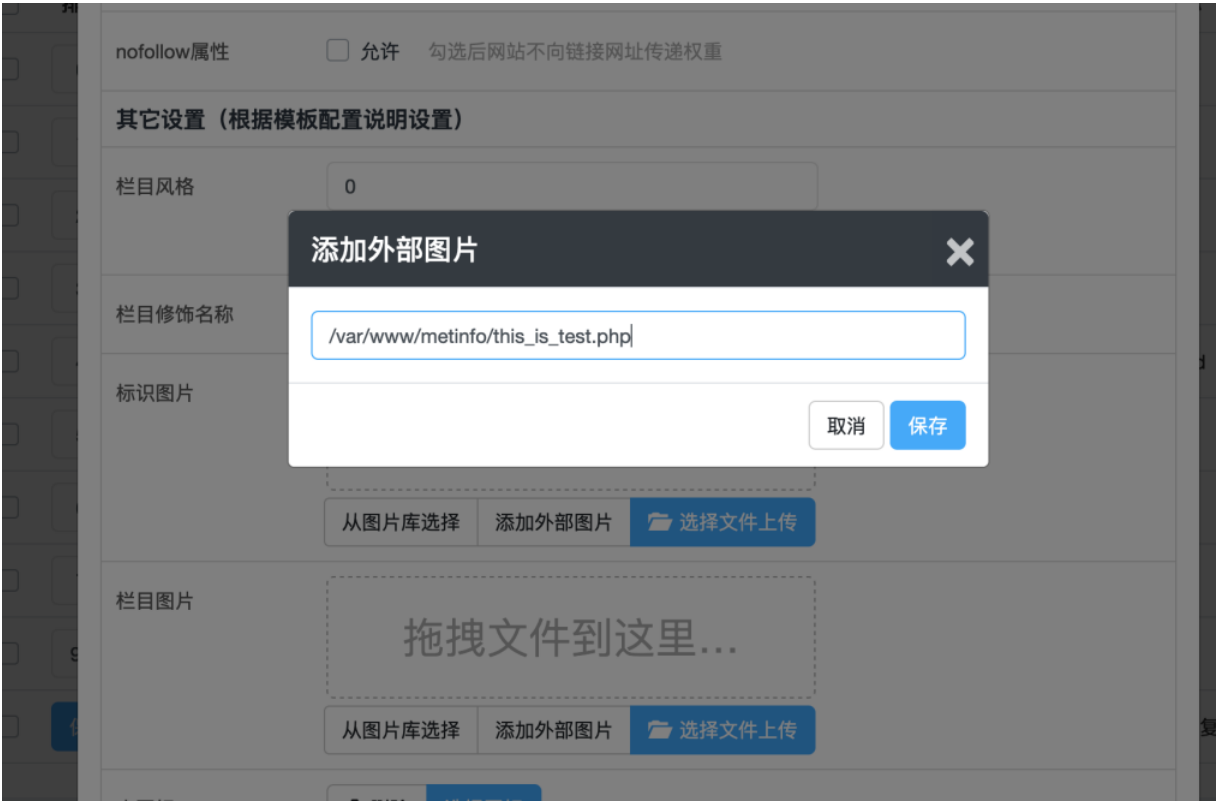 nofollow属性
允许 勾选后网站不向链接网址传递权重
其它设置（根据模板配置说明设置）
栏目风格
0
添加外部图片
栏目修饰名称
/var/www/metinfo/this_is_test.php
标识图片
取消 保存
从图片库选择 添加外部图片 选择文件上传
栏目图片
拖拽文件到这里...
从图片库选择 添加外部图片 选择文件上传